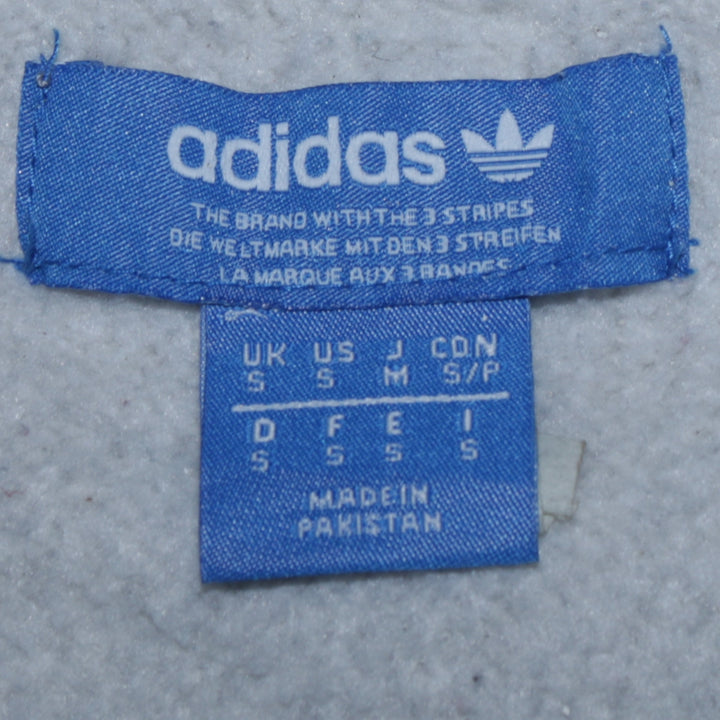 adidas
THE BRAND WITH THE 3 STRIPES
DIE WELTMARKE MIT DEN 3 STREIFEN
LA MARQUE AUX 3 BANDES
UK US J CDN
S S M S/P
D F E I
S S S S
MADE IN
PAKISTAN